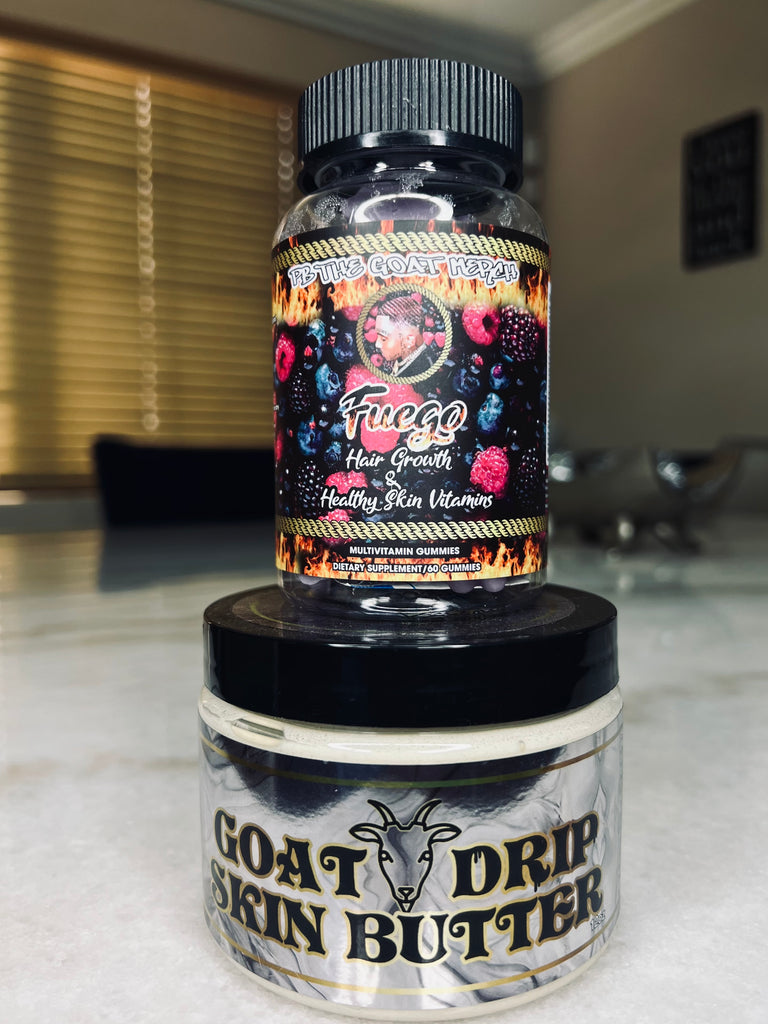 PB THE GOAT MERCH
Fuego
Hair Growth
&
Healthy Skin Vitamins
MULTIVITAMIN GUMMIES
DIETARY SUPPLEMENT/60 GUMMIES
GOAT DRIP
SKIN BUTTER